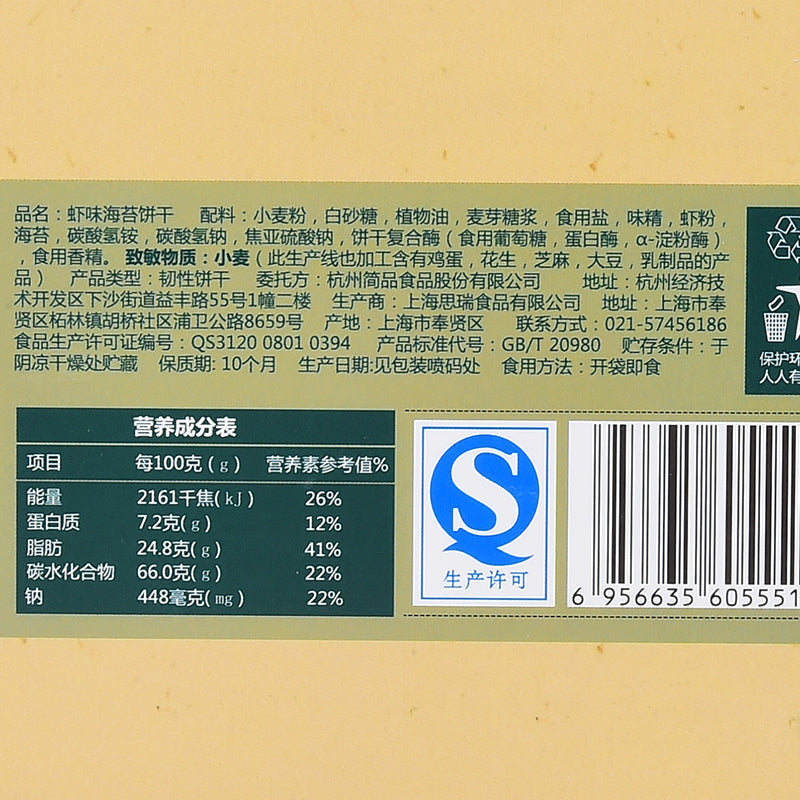 品名：虾味海苔饼干 配料：小麦粉，白砂糖，植物油，麦芽糖浆，食用盐，味精，虾粉，
海苔，碳酸氢铵，碳酸氢钠，焦亚硫酸钠，饼干复合酶（食用葡萄糖，蛋白酶，α-淀粉酶）
，食用香精。致敏物质：小麦（此生产线也加工含有鸡蛋，花生，芝麻，大豆，乳制品的产
品） 产品类型：韧性饼干 委托方：杭州简品食品股份有限公司 地址：杭州经济技
术开发区下沙街道益丰路55号1幢二楼 生产商：上海思瑞食品有限公司 地址：上海市奉
贤区柘林镇胡桥社区浦卫公路8659号 产地：上海市奉贤区 联系方式：021-57456186
食品生产许可证编号：QS3120 0801 0394 产品标准代号：GB/T 20980 贮存条件：于
阴凉干燥处贮藏 保质期: 10个月 生产日期:见包装喷码处 食用方法：开袋即食
保护环
人人有
营养成分表
项目 每100克(g) 营养素参考值%
能量 2161千焦(kJ) 26%
蛋白质 7.2克(g) 12%
脂肪 24.8克(g) 41%
碳水化合物 66.0克(g) 22%
钠 448毫克(mg) 22%
QS
生产许可
6 956635 605551